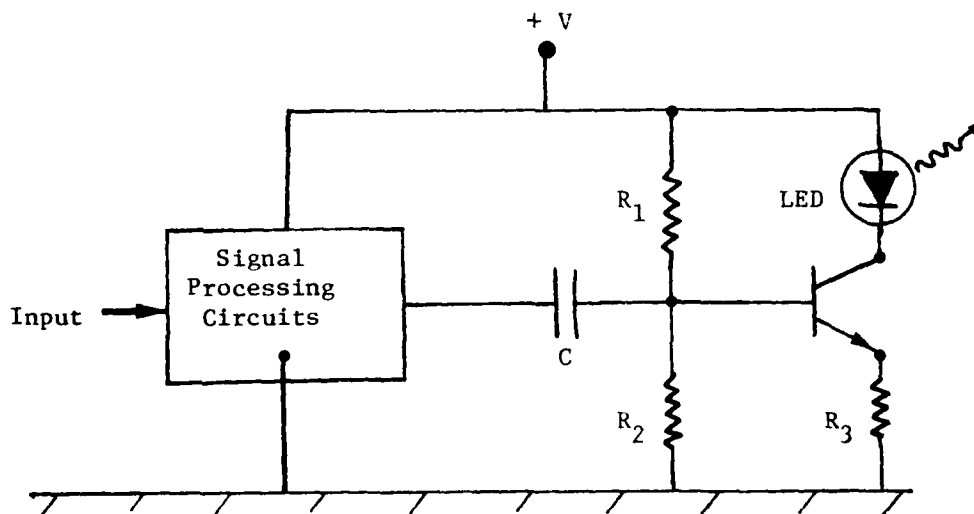 + V
LED
R1
Signal
Processing
Circuits
Input
C
R2
R3